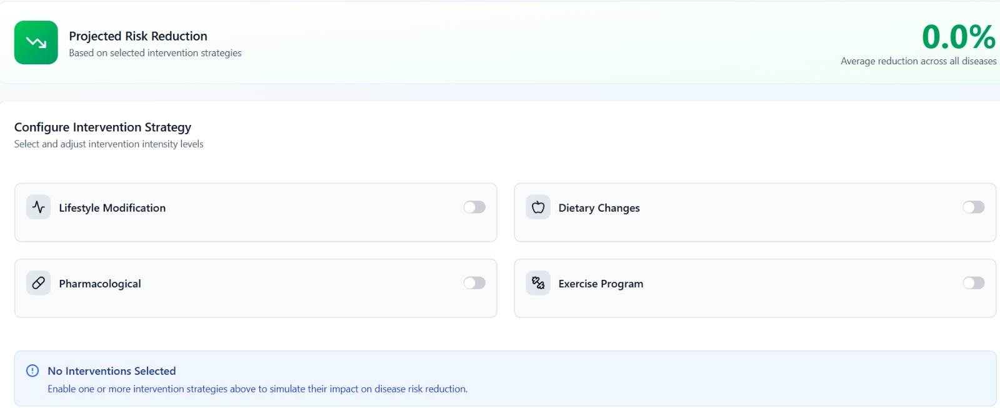 Projected Risk Reduction
Based on selected intervention strategies
0.0%
Average reduction across all diseases
Configure Intervention Strategy
Select and adjust intervention intensity levels
Lifestyle Modification
Dietary Changes
Pharmacological
Exercise Program
No Interventions Selected
Enable one or more intervention strategies above to simulate their impact on disease risk reduction.